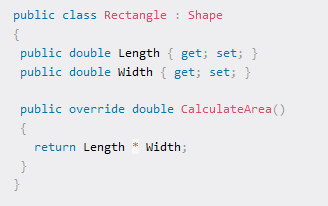 public class Rectangle : Shape
{
public double Length { get; set; }
public double Width { get; set; }
public override double CalculateArea()
{
return Length * Width;
}
}